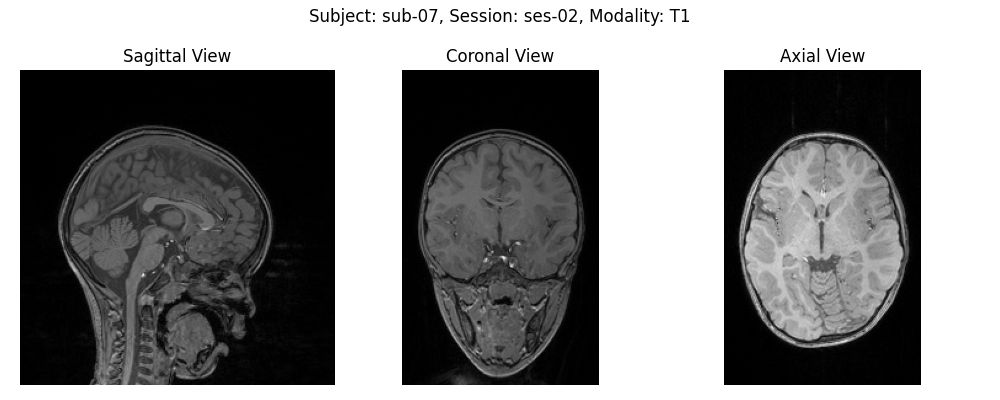 Subject: sub-07, Session: ses-02, Modality: T1
Sagittal View
Coronal View
Axial View